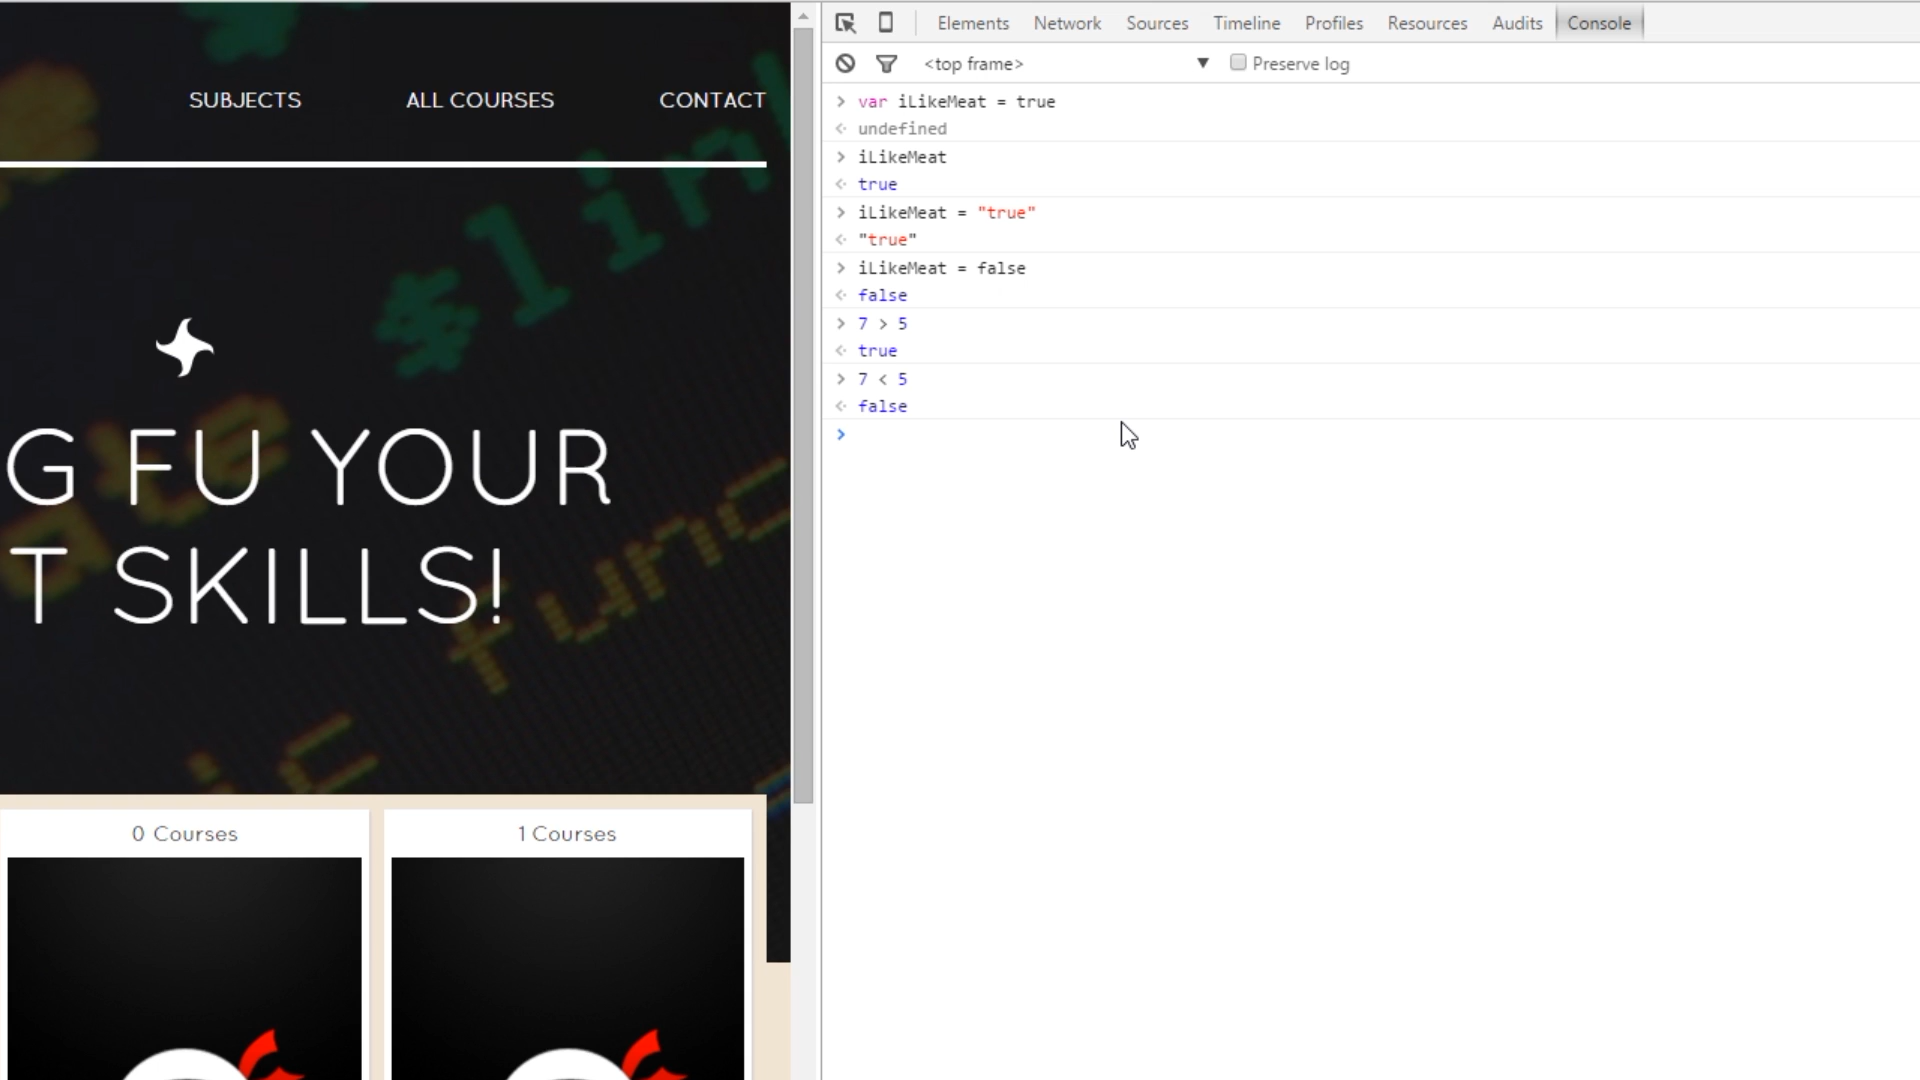 SUBJECTS ALL COURSES CONTACT
$lin
G FU YOUR
T SKILLS!
func
0 Courses 1 Courses
Elements Network Sources Timeline Profiles Resources Audits Console
<top frame> ▼ Preserve log
> var iLikeMeat = true
undefined
> iLikeMeat
true
> iLikeMeat = "true"
"true"
> iLikeMeat = false
false
> 7 > 5
true
> 7 < 5
false
>